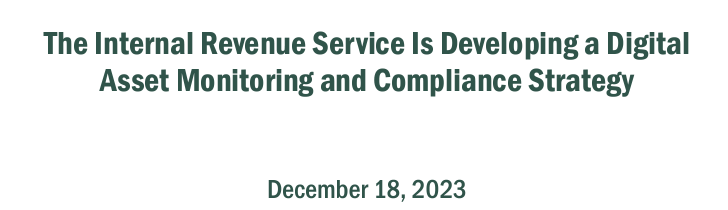 The Internal Revenue Service Is Developing a Digital
Asset Monitoring and Compliance Strategy
December 18, 2023